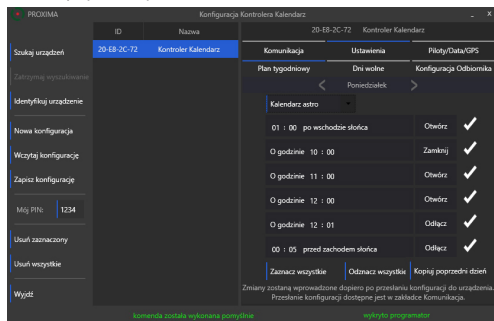 PROXIMA
Konfiguracja Kontrolera Kalendarz
_ X
ID Nazwa
20-E8-2C-72 Kontroler Kalendarz
Szukaj urządzeń
Zatrzymaj wyszukiwanie
Identyfikuj urządzenie
Nowa konfiguracja
Wczytaj konfigurację
Zapisz konfigurację
Mój PIN: 1234
Usuń zaznaczony
Usuń wszystkie
Wyjdź
20-E8-2C-72 Kontroler Kalendarz
Komunikacja Ustawienia Piloty/Data/GPS
Plan tygodniowy Dni wolne Konfiguracja Odbiornika
< Poniedziałek >
Kalendarz astro
01 : 00 po wschodzie słońca Otwórz
O godzinie 10 : 00 Zamknij
O godzinie 11 : 00 Otwórz
O godzinie 12 : 00 Otwórz
O godzinie 12 : 01 Odłącz
00 : 05 przed zachodem słońca Odłącz
Zaznacz wszystkie Odznacz wszystkie Kopiuj poprzedni dzień
Zmiany zostaną wprowadzone dopiero po przesłaniu konfiguracji do urządzenia.
Przesłanie konfiguracji dostępne jest w zakładce Komunikacja.
komenda została wykonana pomyślnie wykryto programator